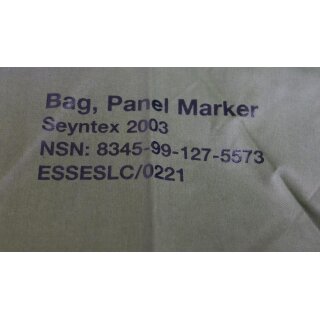 Bag, Panel Marker
Seyntex 2003
NSN: 8345-99-127-5573
ESSESLC/0221